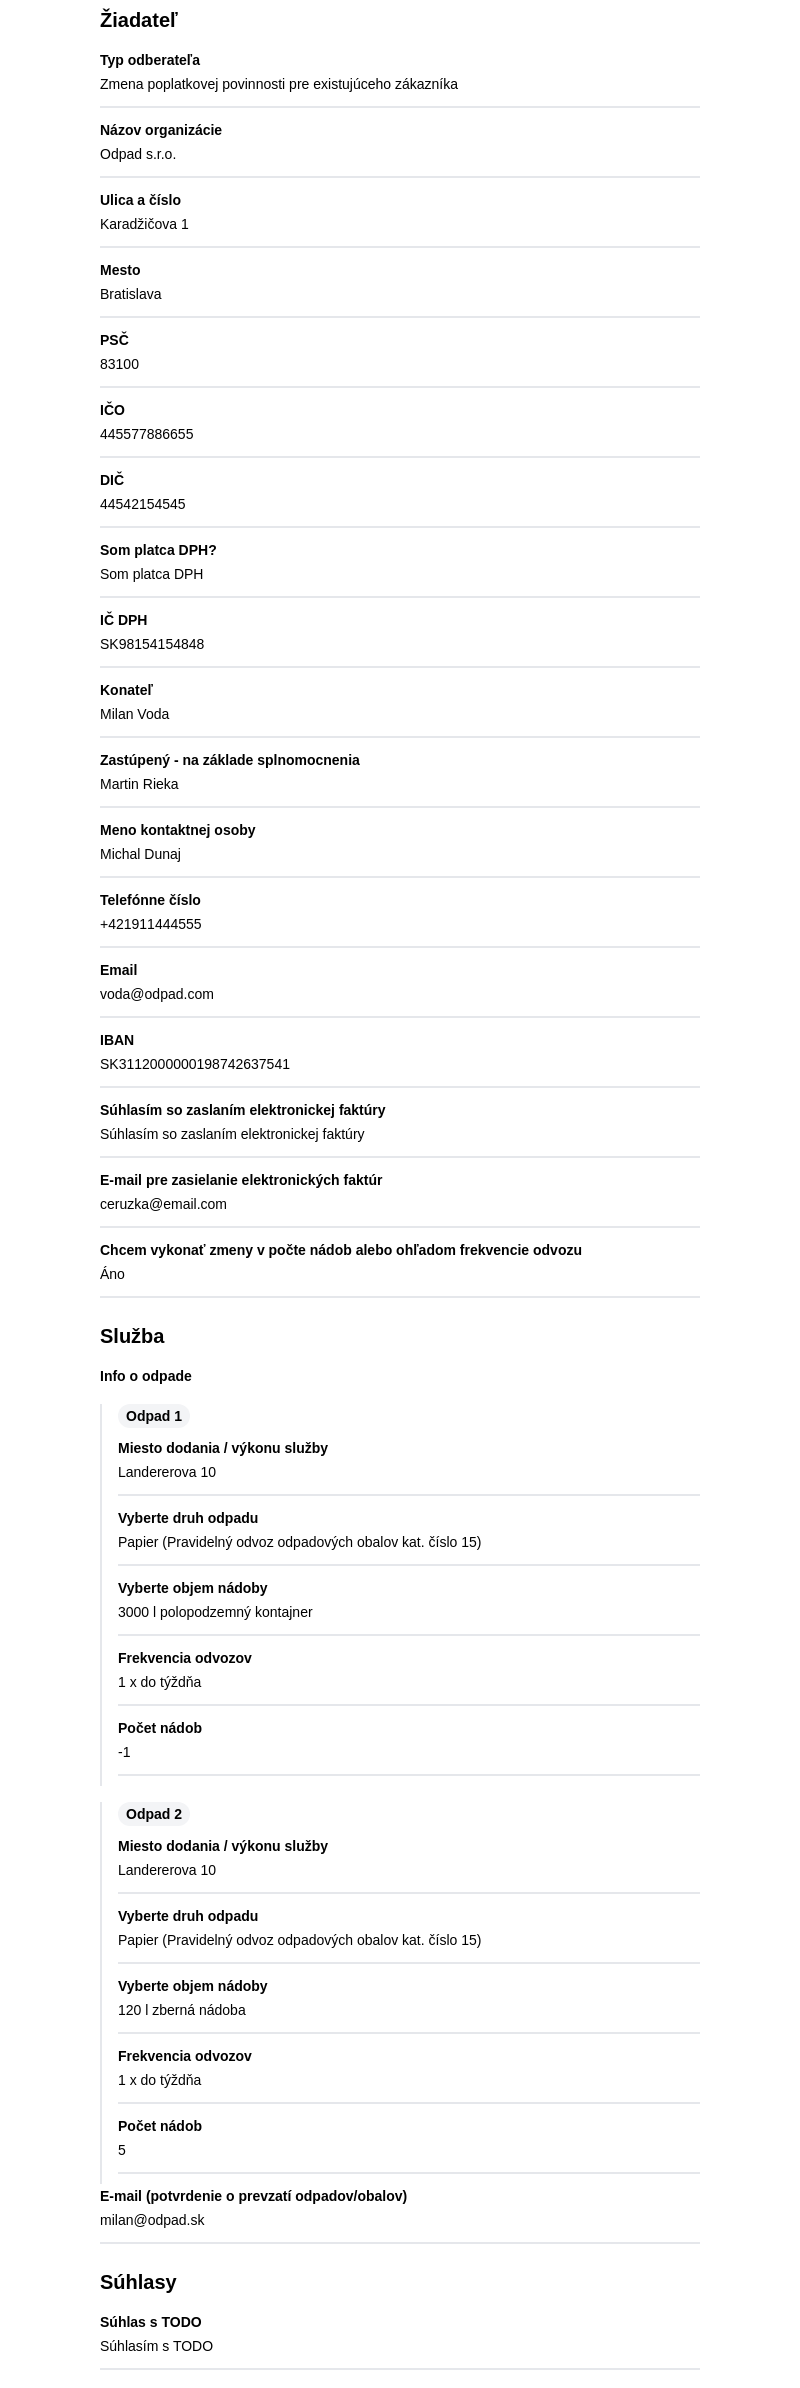 Žiadateľ
Typ odberateľa
Zmena poplatkovej povinnosti pre existujúceho zákazníka
Názov organizácie
Odpad s.r.o.
Ulica a číslo
Karadžičova 1
Mesto
Bratislava
PSČ
83100
IČO
445577886655
DIČ
44542154545
Som platca DPH?
Som platca DPH
IČ DPH
SK98154154848
Konateľ
Milan Voda
Zastúpený - na základe splnomocnenia
Martin Rieka
Meno kontaktnej osoby
Michal Dunaj
Telefónne číslo
+421911444555
Email
voda@odpad.com
IBAN
SK3112000000198742637541
Súhlasím so zaslaním elektronickej faktúry
Súhlasím so zaslaním elektronickej faktúry
E-mail pre zasielanie elektronických faktúr
ceruzka@email.com
Chcem vykonať zmeny v počte nádob alebo ohľadom frekvencie odvozu
Áno
Služba
Info o odpade
Odpad 1
Miesto dodania / výkonu služby
Landererova 10
Vyberte druh odpadu
Papier (Pravidelný odvoz odpadových obalov kat. číslo 15)
Vyberte objem nádoby
3000 l polopodzemný kontajner
Frekvencia odvozov
1 x do týždňa
Počet nádob
-1
Odpad 2
Miesto dodania / výkonu služby
Landererova 10
Vyberte druh odpadu
Papier (Pravidelný odvoz odpadových obalov kat. číslo 15)
Vyberte objem nádoby
120 l zberná nádoba
Frekvencia odvozov
1 x do týždňa
Počet nádob
5
E-mail (potvrdenie o prevzatí odpadov/obalov)
milan@odpad.sk
Súhlasy
Súhlas s TODO
Súhlasím s TODO